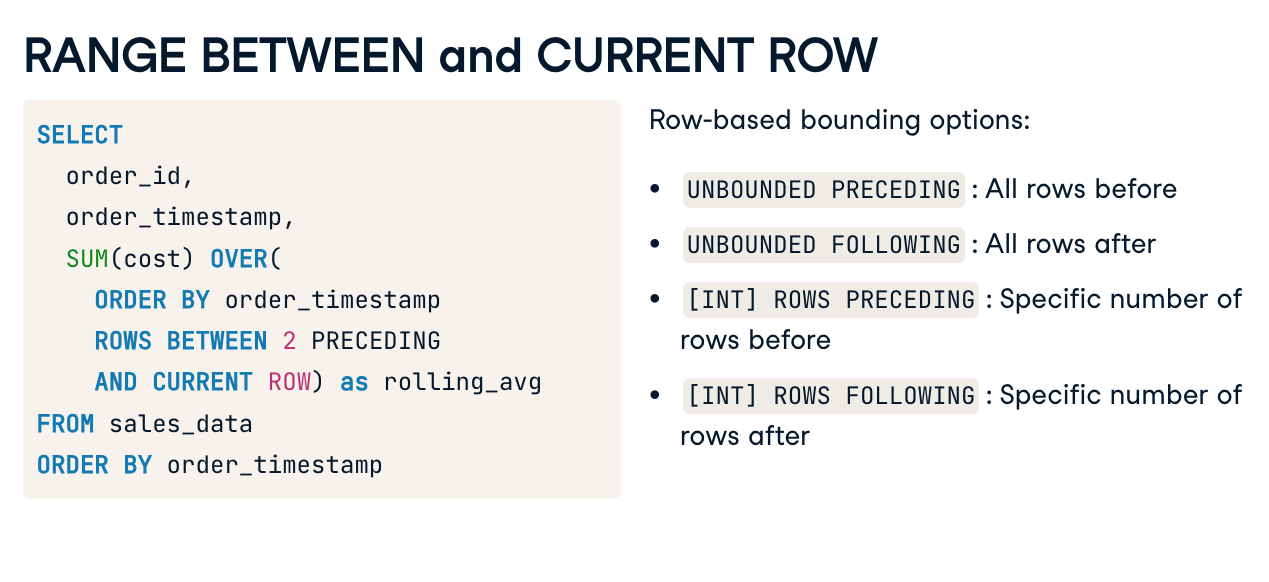 RANGE BETWEEN and CURRENT ROW
SELECT
order_id,
order_timestamp,
SUM(cost) OVER(
ORDER BY order_timestamp
ROWS BETWEEN 2 PRECEDING
AND CURRENT ROW) as rolling_avg
FROM sales_data
ORDER BY order_timestamp
Row-based bounding options:
• UNBOUNDED PRECEDING : All rows before
• UNBOUNDED FOLLOWING : All rows after
• [INT] ROWS PRECEDING : Specific number of
rows before
• [INT] ROWS FOLLOWING : Specific number of
rows after